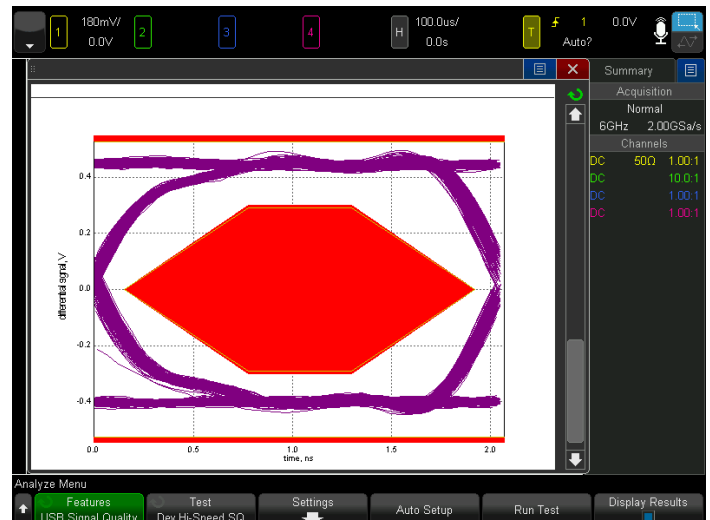 1 180mV/ 0.0V 2 3 4 H 100.0us/ 0.0s T 1 0.0V Auto?
Summary
Acquisition
Normal
6GHz 2.00GSa/s
Channels
DC 50Ω 1.00:1
DC 10.0:1
DC 1.00:1
DC 1.00:1
differential signal, V
0.4
0.2
0.0
-0.2
-0.4
0.0 0.5 1.0 1.5 2.0
time, ns
Analyze Menu
Features Test Settings Auto Setup Run Test Display Results
USB Signal Quality Dev Hi-Speed SQ